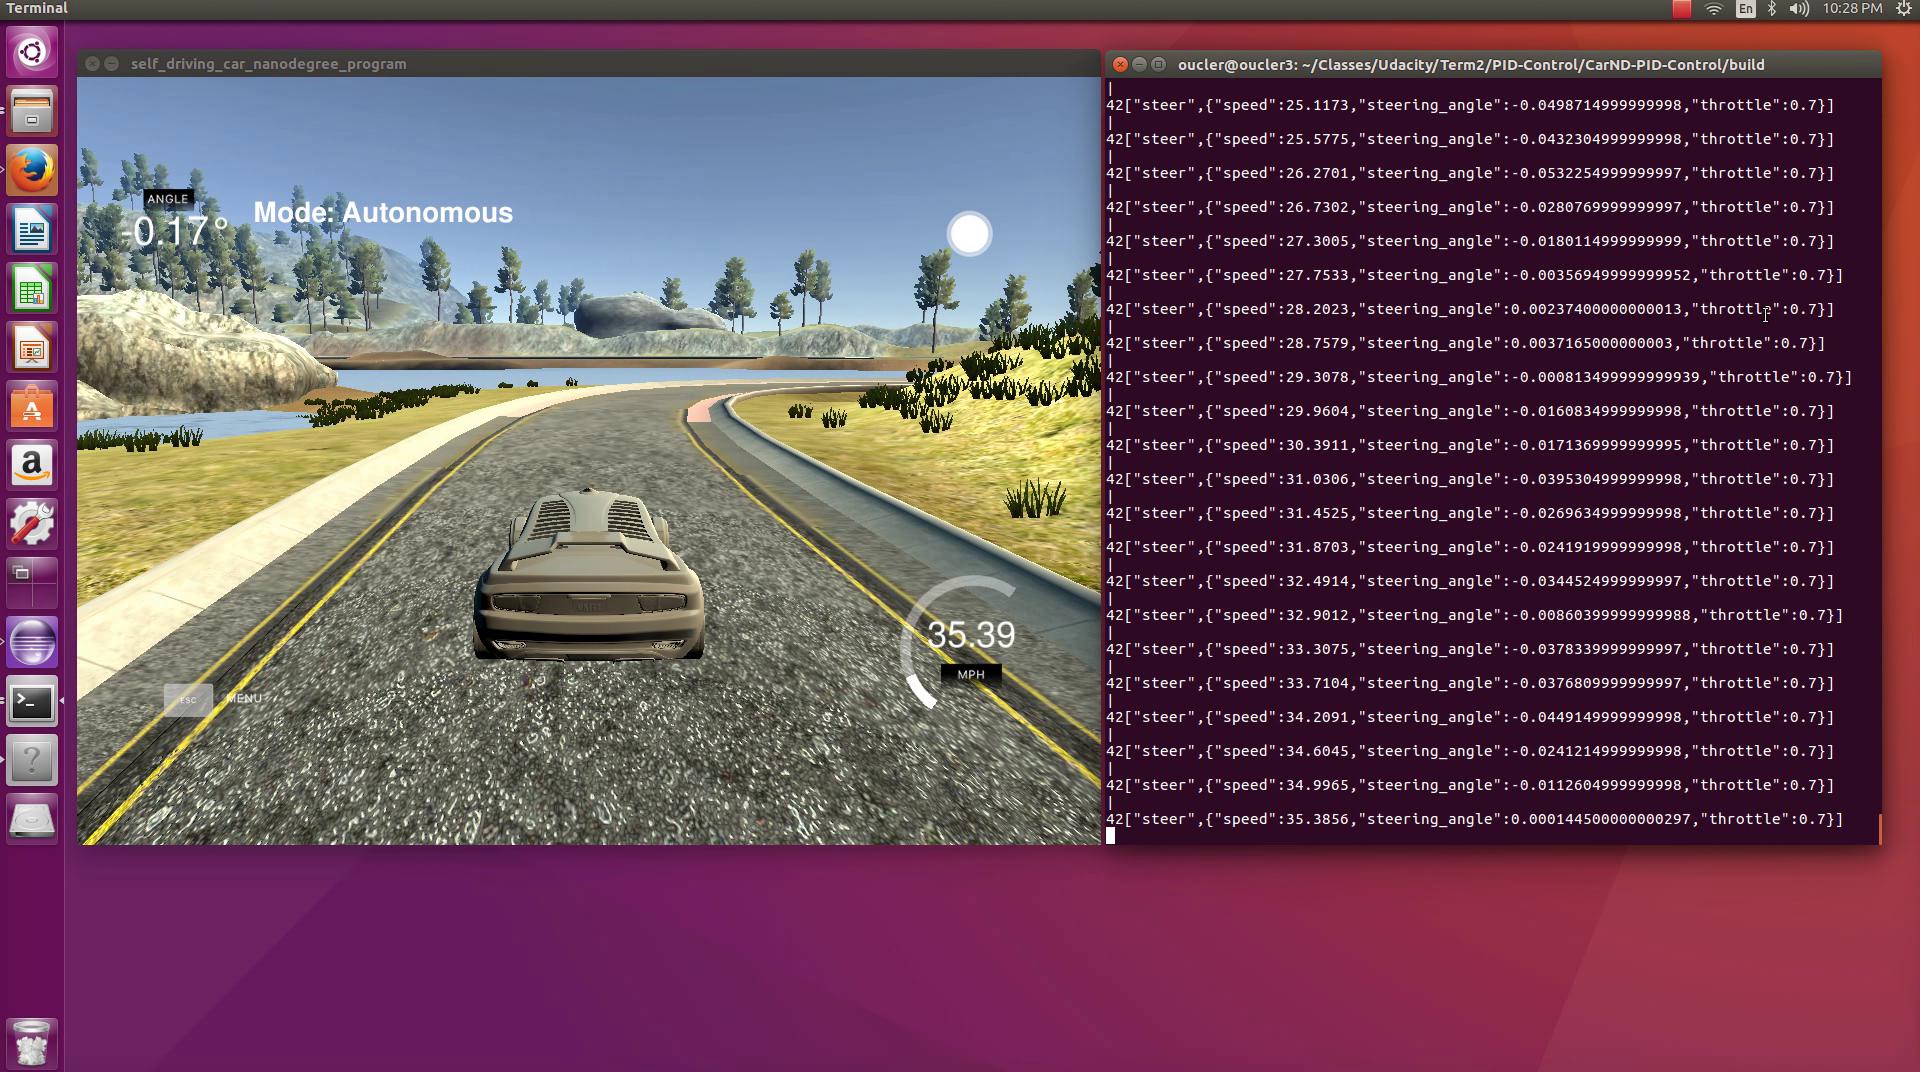 Terminal
En
10:28 PM
self_driving_car_nanodegree_program
ANGLE
-0.17°
Mode: Autonomous
35.39
MPH
ESC
MENU
a
oucler@oucler3: ~/Classes/Udacity/Term2/PID-Control/CarND-PID-Control/build
|
42["steer",{"speed":25.1173,"steering_angle":-0.0498714999999998,"throttle":0.7}]
|
42["steer",{"speed":25.5775,"steering_angle":-0.0432304999999998,"throttle":0.7}]
|
42["steer",{"speed":26.2701,"steering_angle":-0.0532254999999997,"throttle":0.7}]
|
42["steer",{"speed":26.7302,"steering_angle":-0.0280769999999997,"throttle":0.7}]
|
42["steer",{"speed":27.3005,"steering_angle":-0.0180114999999999,"throttle":0.7}]
|
42["steer",{"speed":27.7533,"steering_angle":-0.00356949999999952,"throttle":0.7}]
|
42["steer",{"speed":28.2023,"steering_angle":0.00237400000000013,"throttle":0.7}]
|
42["steer",{"speed":28.7579,"steering_angle":0.0037165000000003,"throttle":0.7}]
|
42["steer",{"speed":29.3078,"steering_angle":-0.000813499999999939,"throttle":0.7}]
|
42["steer",{"speed":29.9604,"steering_angle":-0.0160834999999998,"throttle":0.7}]
|
42["steer",{"speed":30.3911,"steering_angle":-0.0171369999999995,"throttle":0.7}]
|
42["steer",{"speed":31.0306,"steering_angle":-0.0395304999999998,"throttle":0.7}]
|
42["steer",{"speed":31.4525,"steering_angle":-0.0269634999999998,"throttle":0.7}]
|
42["steer",{"speed":31.8703,"steering_angle":-0.0241919999999998,"throttle":0.7}]
|
42["steer",{"speed":32.4914,"steering_angle":-0.0344524999999997,"throttle":0.7}]
|
42["steer",{"speed":32.9012,"steering_angle":-0.00860399999999988,"throttle":0.7}]
|
42["steer",{"speed":33.3075,"steering_angle":-0.0378339999999997,"throttle":0.7}]
|
42["steer",{"speed":33.7104,"steering_angle":-0.0376809999999997,"throttle":0.7}]
|
42["steer",{"speed":34.2091,"steering_angle":-0.0449149999999998,"throttle":0.7}]
|
42["steer",{"speed":34.6045,"steering_angle":-0.0241214999999998,"throttle":0.7}]
|
42["steer",{"speed":34.9965,"steering_angle":-0.0112604999999998,"throttle":0.7}]
|
42["steer",{"speed":35.3856,"steering_angle":0.000144500000000297,"throttle":0.7}]